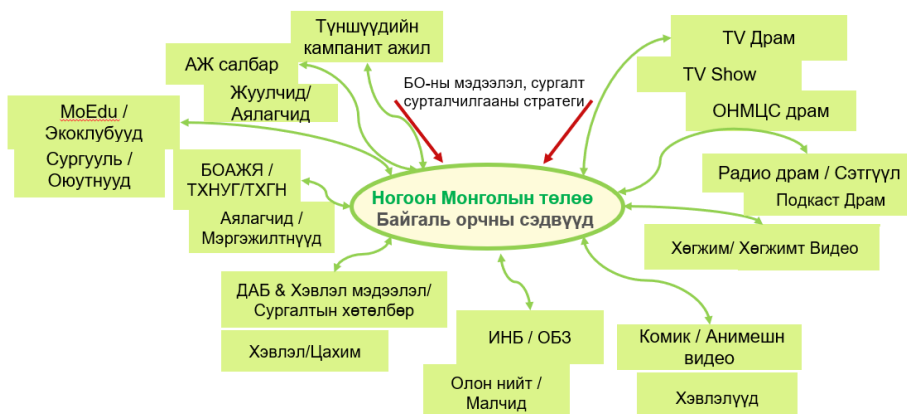 Түншүүдийн
кампанит ажил
АЖ салбар
Жуулчид/
Аялагчид
MoEdu /
Экоклубууд
Сургууль /
Оюутнууд
БОАЖЯ /
ТХНУГ/ТХГН
Аялагчид /
Мэргэжилтнүүд
ДАБ & Хэвлэл мэдээлэл/
Сургалтын хөтөлбөр
Хэвлэл/Цахим
БО-ны мэдээлэл, сургалт
сурталчилгааны стратеги
Ногоон Монголын төлөө
Байгаль орчны сэдвүүд
ИНБ / ОБЗ
Олон нийт /
Малчид
TV Драм
TV Show
ОНМЦС драм
Радио драм / Сэтгүүл
Подкаст Драм
Хөгжим/ Хөгжимт Видео
Комик / Анимешн
видео
Хэвлэлүүд